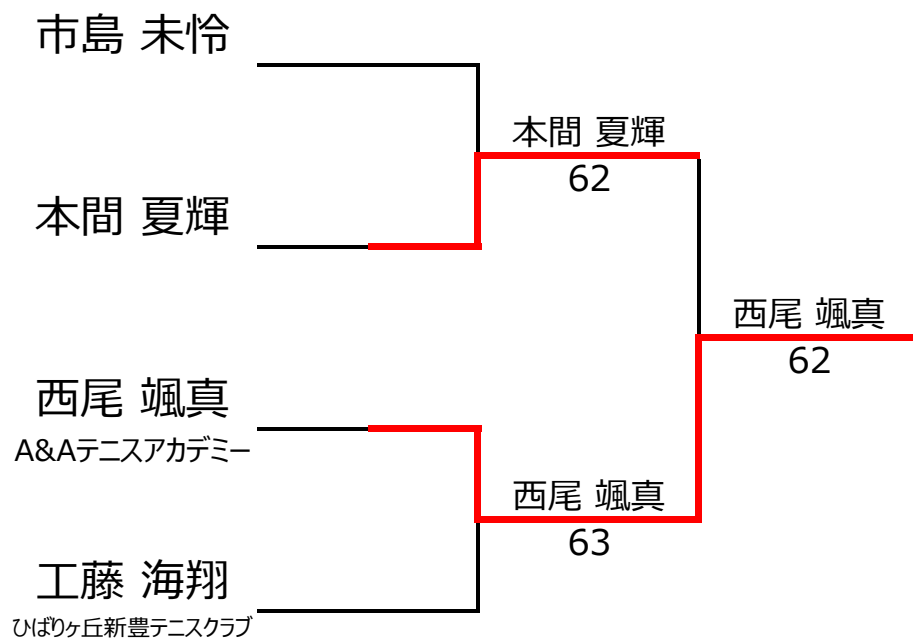 市島 未怜
本間 夏輝
62
本間 夏輝
西尾 颯真
62
西尾 颯真
A&Aテニスアカデミー
西尾 颯真
63
工藤 海翔
ひばりヶ丘新豊テニスクラブ